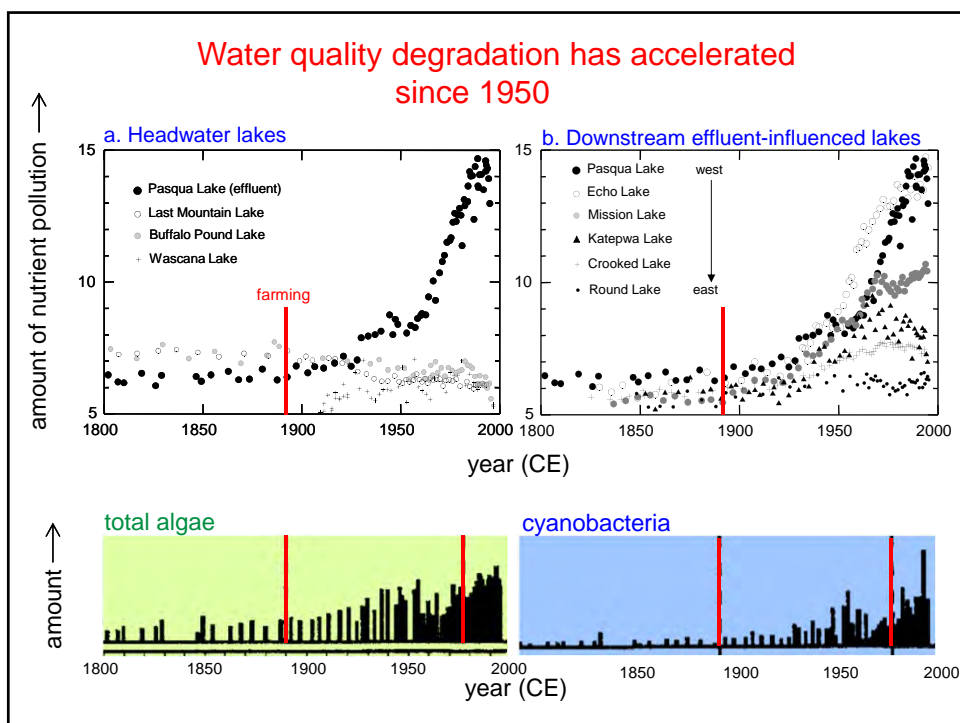 Water quality degradation has accelerated
since 1950
amount of nutrient pollution
a. Headwater lakes
15
10
5
Pasqua Lake (effluent)
Last Mountain Lake
Buffalo Pound Lake
Wascana Lake
farming
1800 1850 1900 1950 2000
b. Downstream effluent-influenced lakes
15
10
5
Pasqua Lake
Echo Lake
Mission Lake
Katepwa Lake
Crooked Lake
Round Lake
west
east
1800 1850 1900 1950 2000
year (CE)
amount
total algae
1800 1850 1900 1950 2000
cyanobacteria
1800 1850 1900 1950 2000
year (CE)